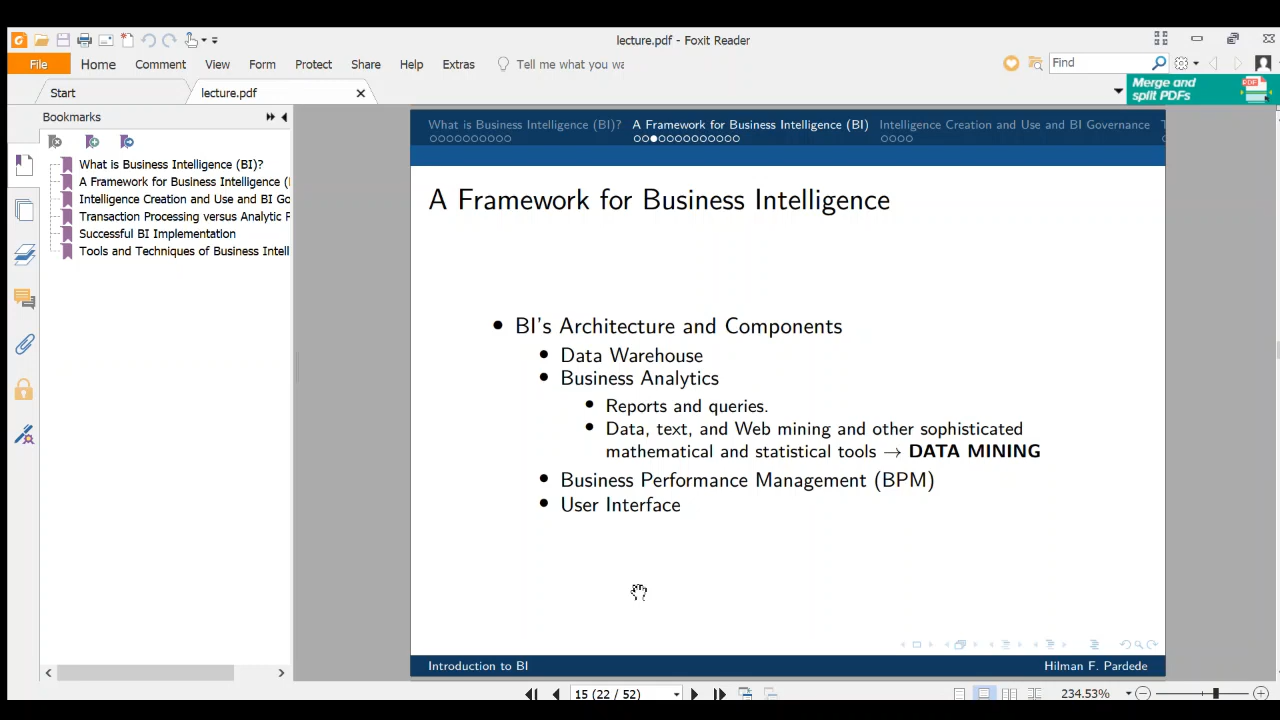 lecture.pdf - Foxit Reader
File Home Comment View Form Protect Share Help Extras Tell me what you wa Find
Start lecture.pdf
Merge and
split PDFs
Bookmarks
What is Business Intelligence (BI)?
A Framework for Business Intelligence (
Intelligence Creation and Use and BI Go
Transaction Processing versus Analytic P
Successful BI Implementation
Tools and Techniques of Business Intell
What is Business Intelligence (BI)? A Framework for Business Intelligence (BI) Intelligence Creation and Use and BI Governance T
A Framework for Business Intelligence
• BI's Architecture and Components
• Data Warehouse
• Business Analytics
• Reports and queries.
• Data, text, and Web mining and other sophisticated
mathematical and statistical tools → DATA MINING
• Business Performance Management (BPM)
• User Interface
Introduction to BI Hilman F. Pardede
15 (22 / 52) 234.53%